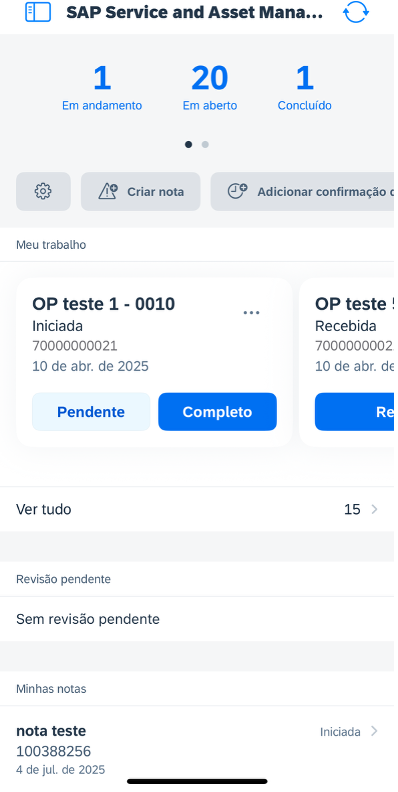 SAP Service and Asset Mana...
1 20 1
Em andamento Em aberto Concluído
Criar nota Adicionar confirmação
Meu trabalho
OP teste 1 - 0010 OP teste
Iniciada Recebida
70000000021 7000000002
10 de abr. de 2025 10 de abr. de
Pendente Completo Re
Ver tudo 15
Revisão pendente
Sem revisão pendente
Minhas notas
nota teste Iniciada
100388256
4 de jul. de 2025